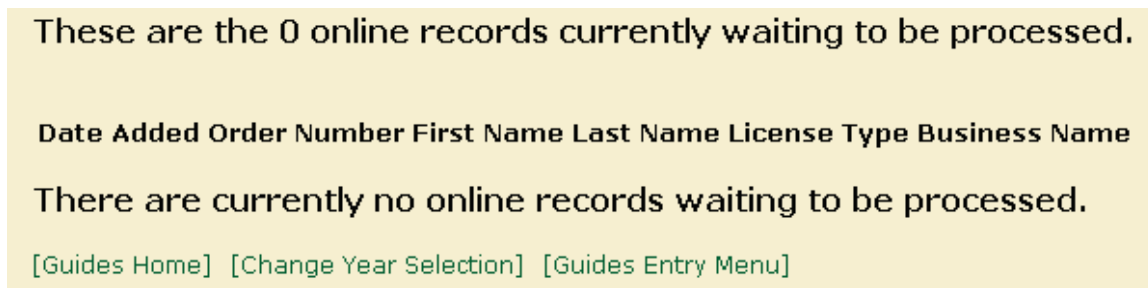 These are the 0 online records currently waiting to be processed.
Date Added Order Number First Name Last Name License Type Business Name
There are currently no online records waiting to be processed.
[Guides Home] [Change Year Selection] [Guides Entry Menu]